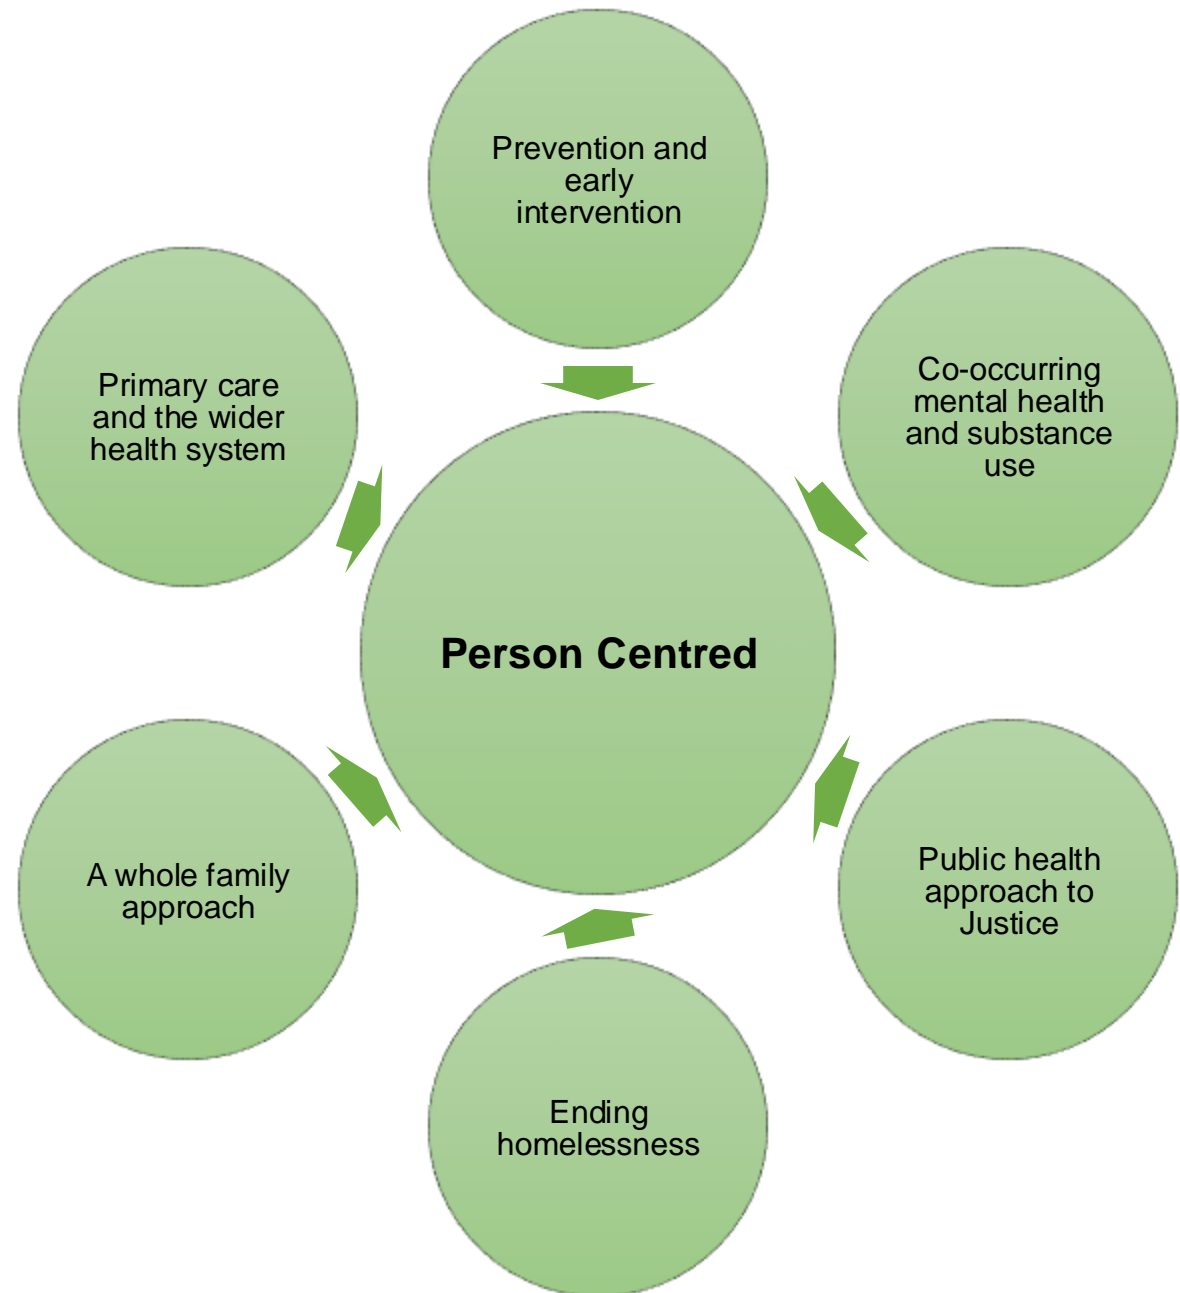 Prevention and
early
intervention
Primary care
and the wider
health system
Co-occurring
mental health
and substance
use
Person Centred
A whole family
approach
Public health
approach to
Justice
Ending
homelessness